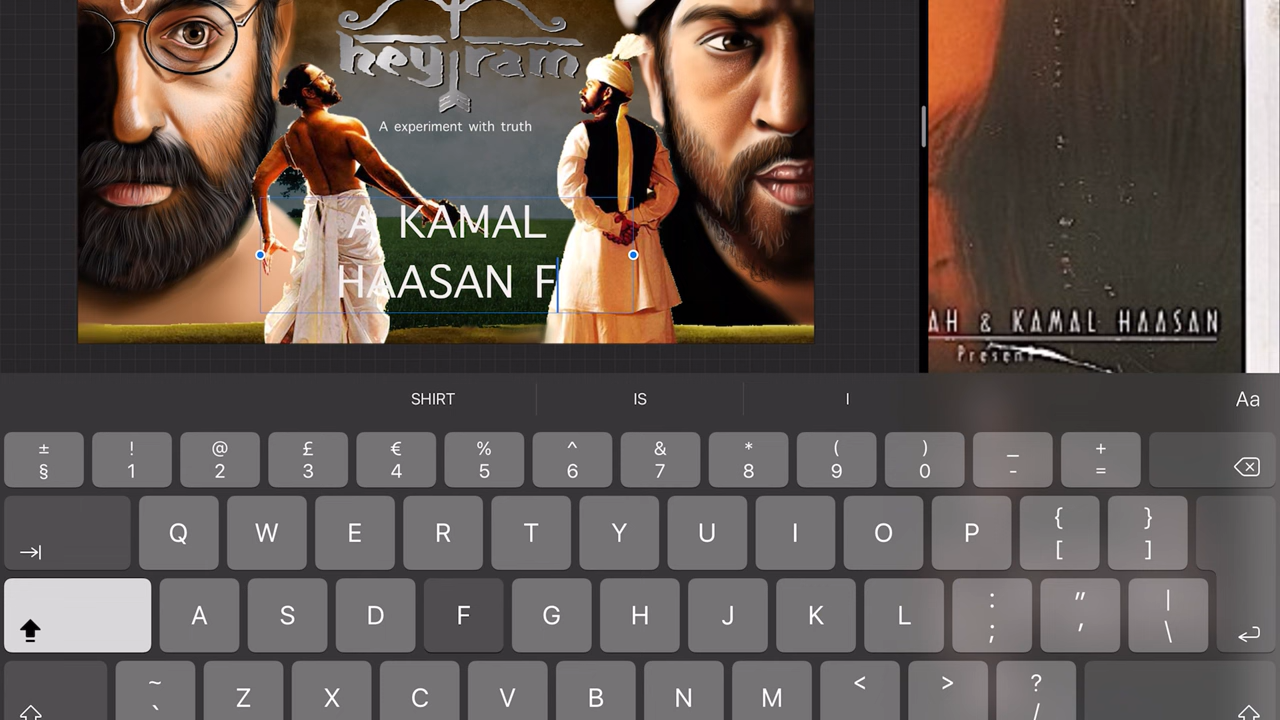 hey ram
A experiment with truth
A KAMAL
HAASAN F
AH & KAMAL HAASAN
Present
SHIRT IS I Aa
± ! @ £ € % ^ & * ( ) _ +
§ 1 2 3 4 5 6 7 8 9 0 - =
Q W E R T Y U I O P { [ } ]
A S D F G H J K L : ; " ' | \
~ ` Z X C V B N M < > ? /